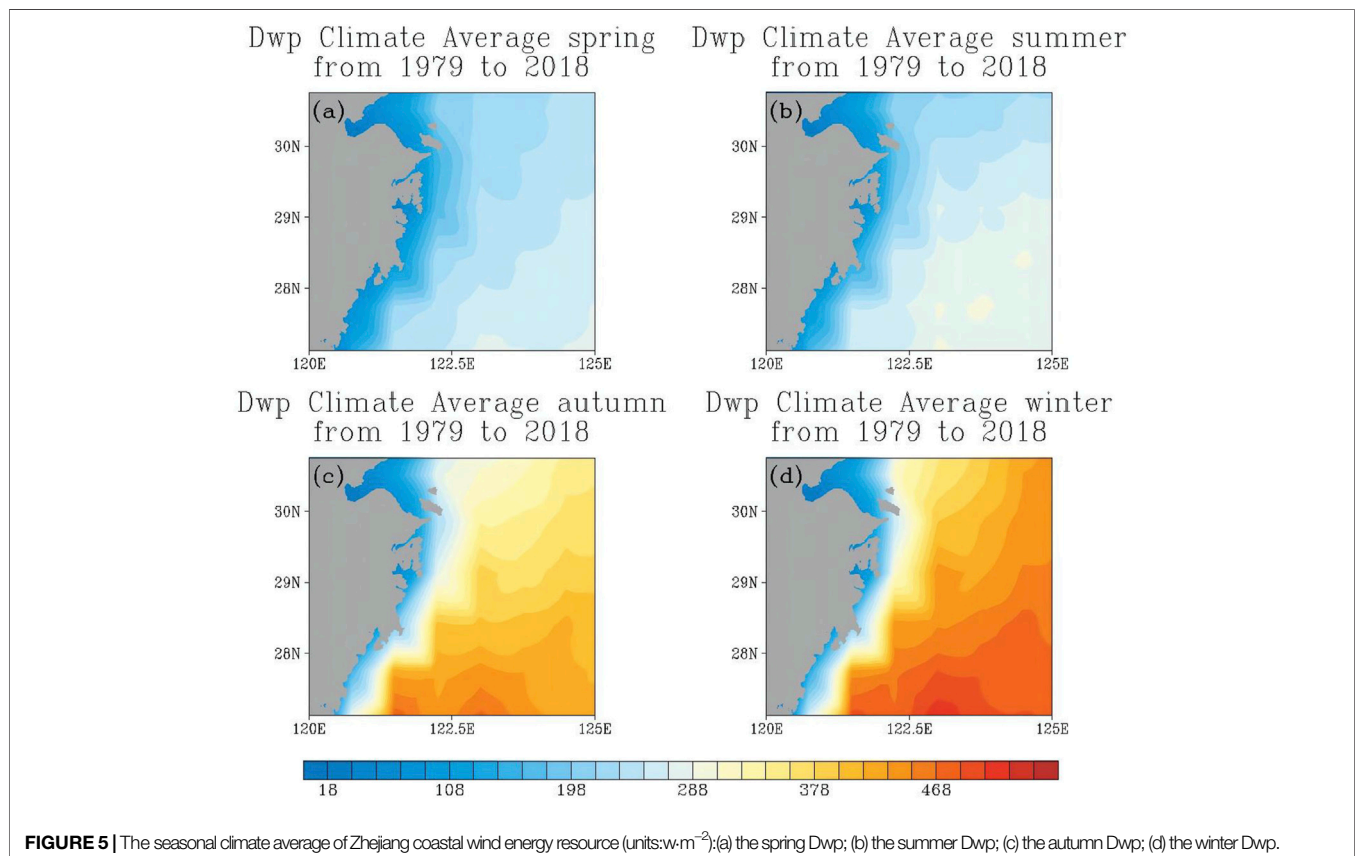 Dwp Climate Average spring
from 1979 to 2018
Dwp Climate Average summer
from 1979 to 2018
(a)
30N
29N
28N
120E 122.5E 125E
(b)
30N
29N
28N
120E 122.5E 125E
Dwp Climate Average autumn
from 1979 to 2018
Dwp Climate Average winter
from 1979 to 2018
(c)
30N
29N
28N
120E 122.5E 125E
(d)
30N
29N
28N
120E 122.5E 125E
18 108 198 288 378 468
FIGURE 5 | The seasonal climate average of Zhejiang coastal wind energy resource (units:w·m⁻²):(a) the spring Dwp; (b) the summer Dwp; (c) the autumn Dwp; (d) the winter Dwp.